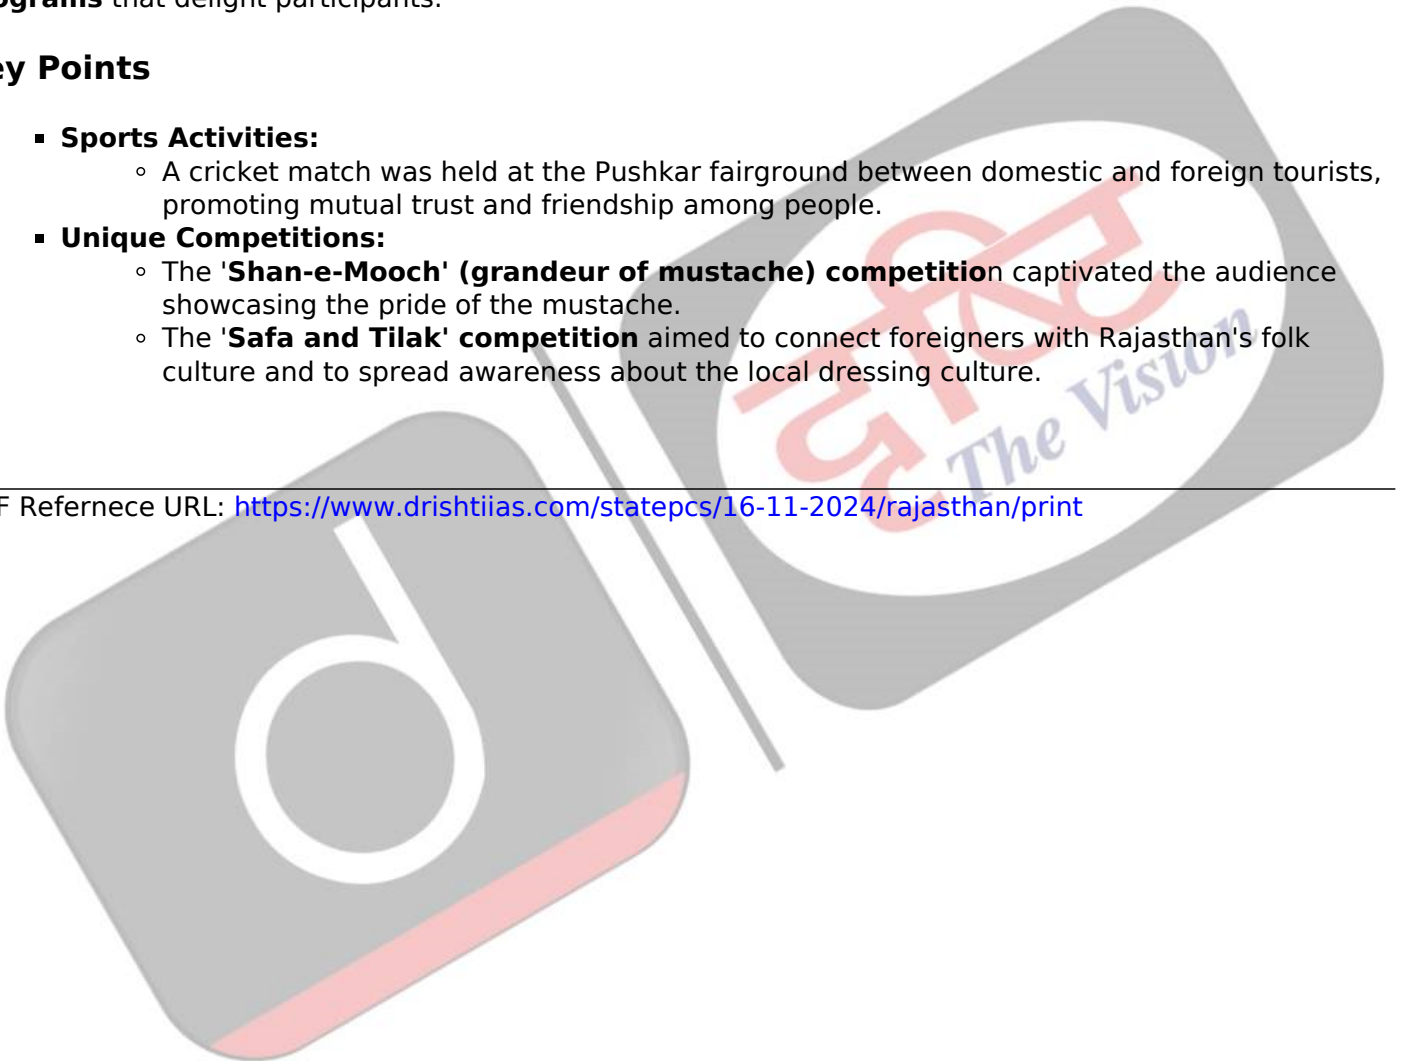 ograms that delight participants.
ey Points
▪ Sports Activities:
◦ A cricket match was held at the Pushkar fairground between domestic and foreign tourists,
promoting mutual trust and friendship among people.
▪ Unique Competitions:
◦ The 'Shan-e-Mooch' (grandeur of mustache) competition captivated the audience
showcasing the pride of the mustache.
◦ The 'Safa and Tilak' competition aimed to connect foreigners with Rajasthan's folk
culture and to spread awareness about the local dressing culture.
दृष्टि
The Vision
F Refernece URL: https://www.drishtiias.com/statepcs/16-11-2024/rajasthan/print
d